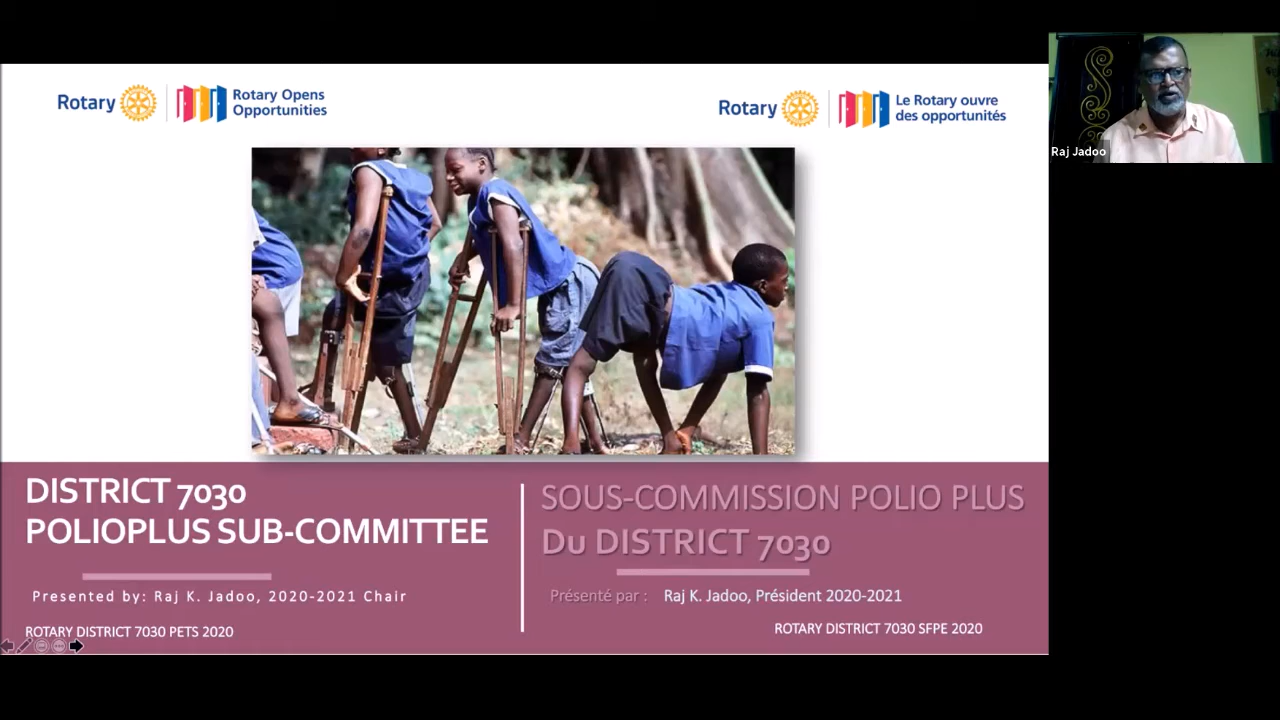 Rotary
Rotary Opens
Opportunities
Rotary
Le Rotary ouvre
des opportunités
Raj Jadoo
DISTRICT 7030
POLIOPLUS SUB-COMMITTEE
Presented by: Raj K. Jadoo, 2020-2021 Chair
ROTARY DISTRICT 7030 PETS 2020
SOUS-COMMISSION POLIO PLUS
Du DISTRICT 7030
Présenté par : Raj K. Jadoo, Président 2020-2021
ROTARY DISTRICT 7030 SFPE 2020